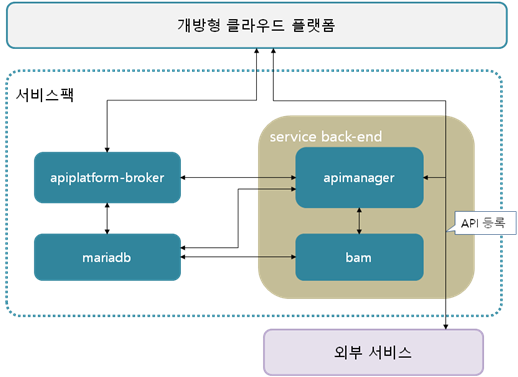 개방형 클라우드 플랫폼
서비스팩
service back-end
apiplatform-broker
apimanager
API 등록
mariadb
bam
외부 서비스